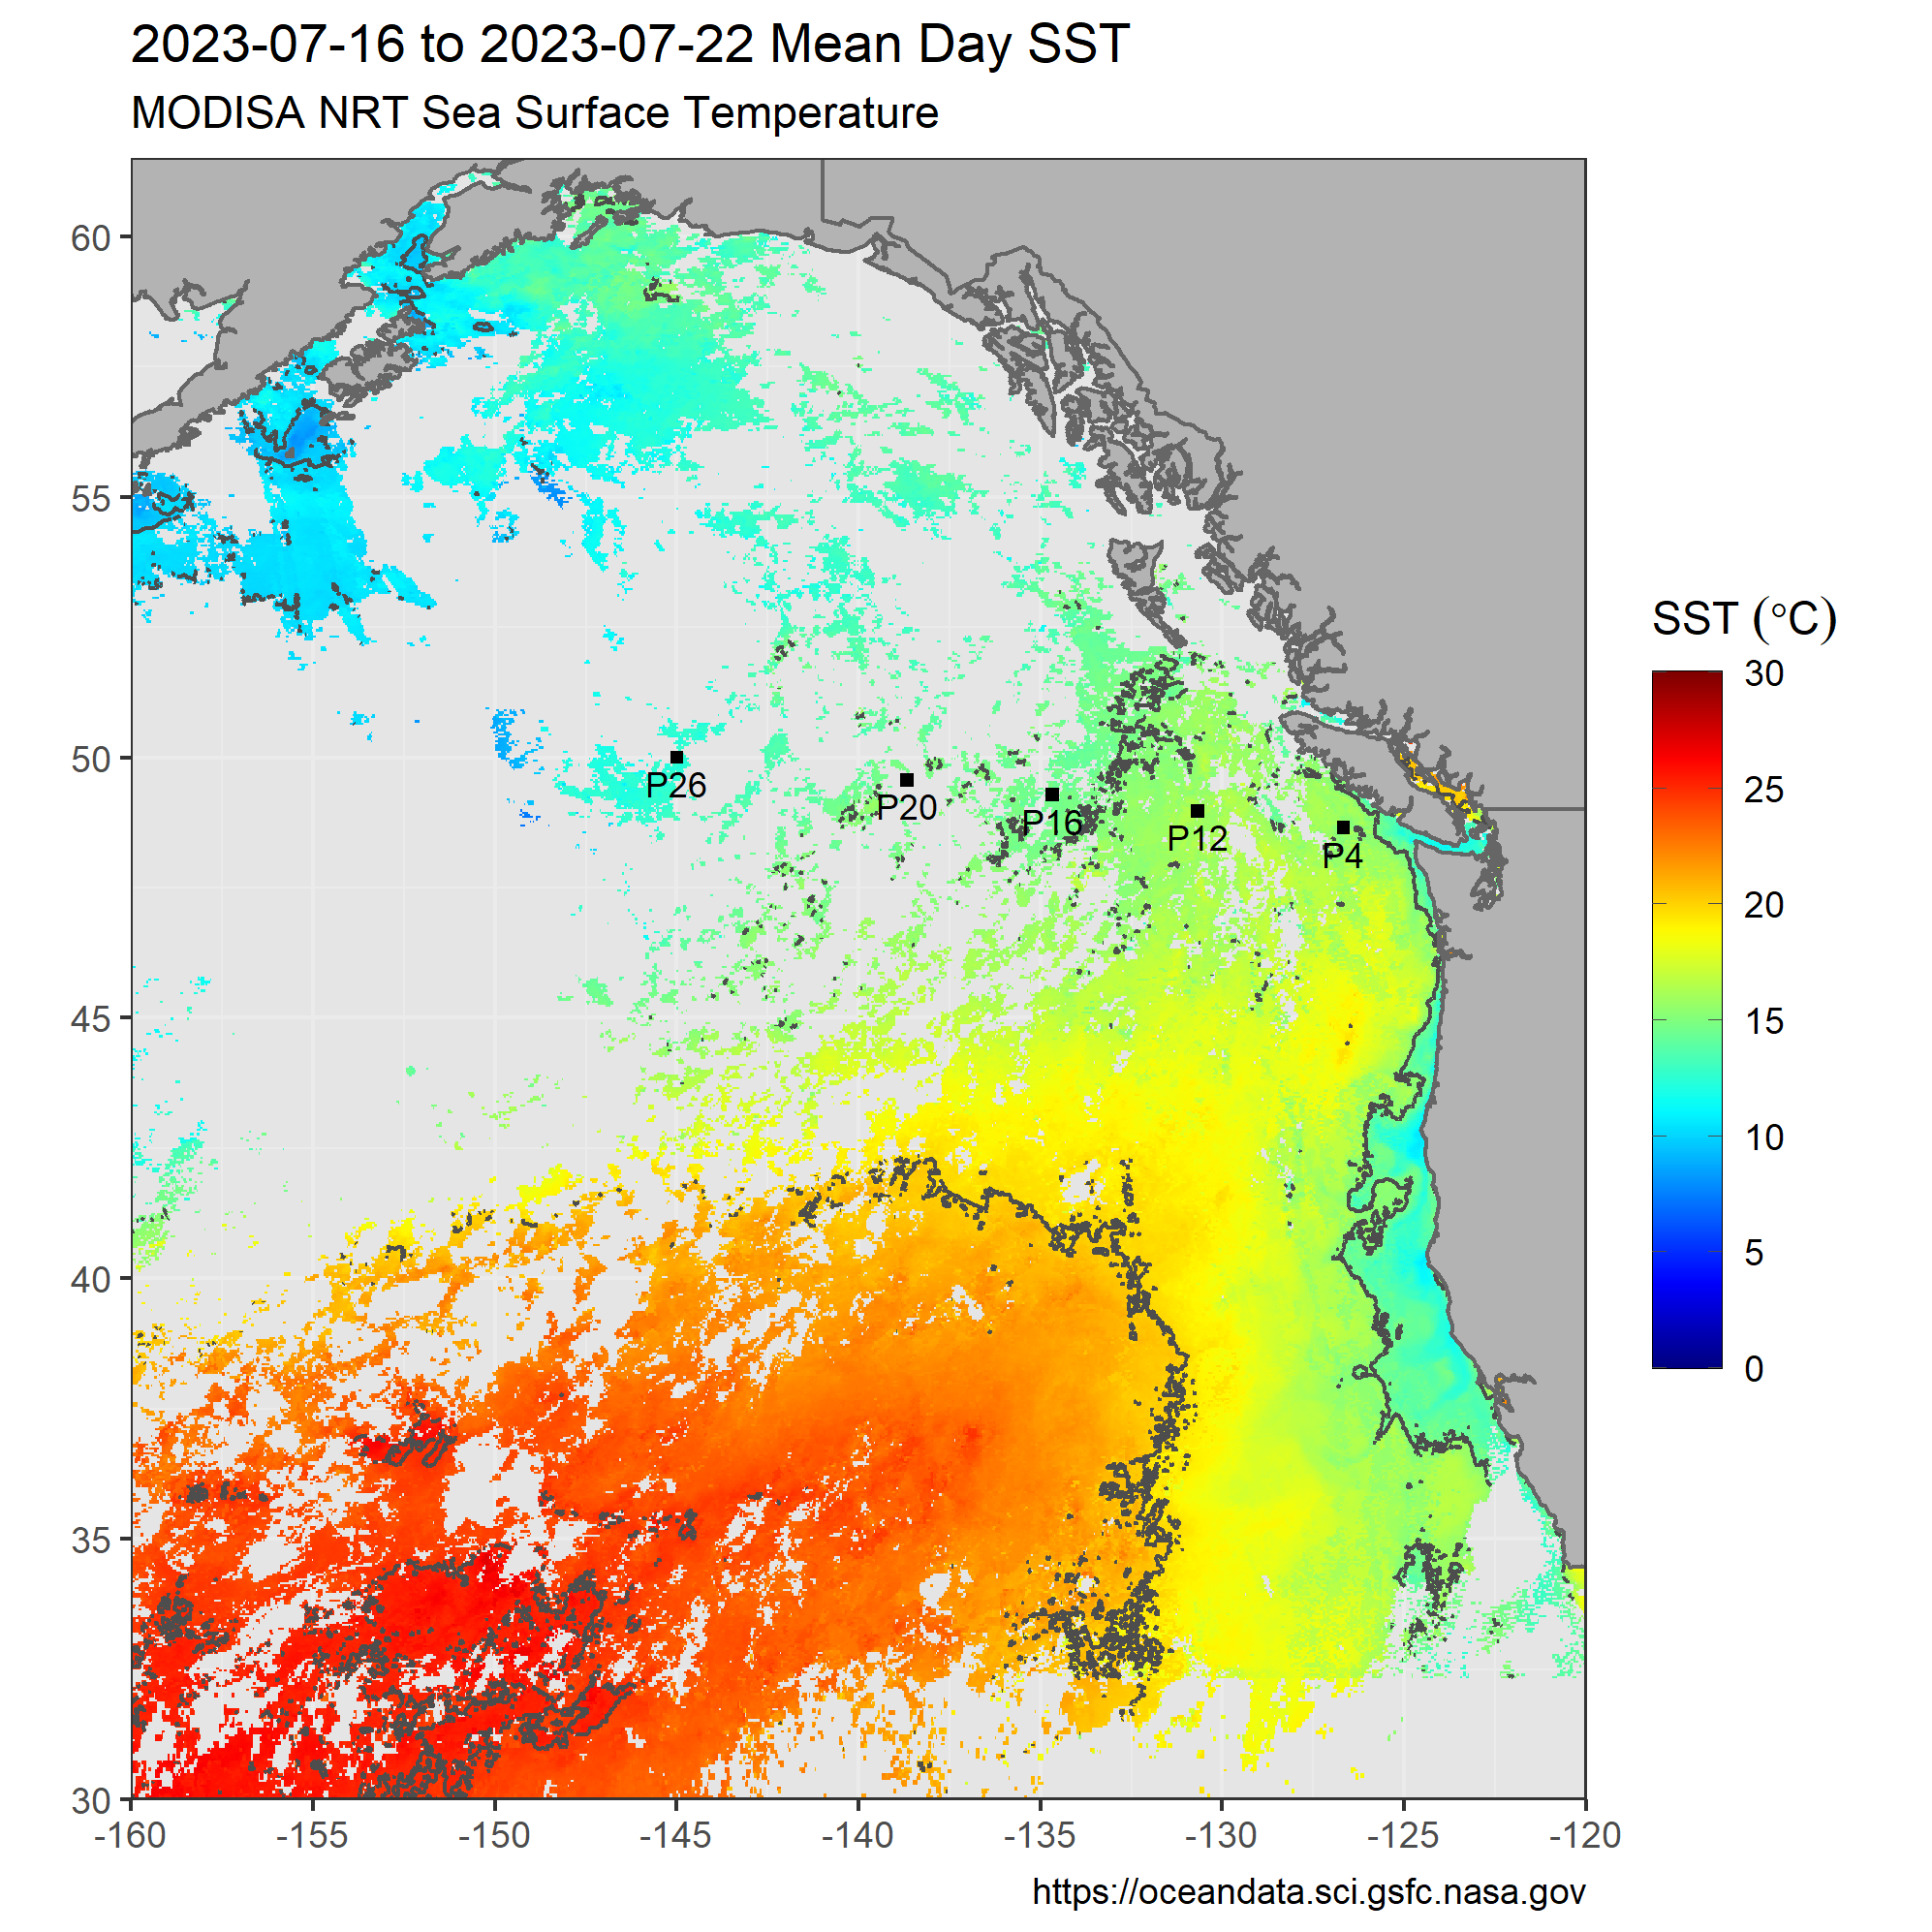 2023-07-16 to 2023-07-22 Mean Day SST
MODISA NRT Sea Surface Temperature
60
55
50
45
40
35
30
P26
P20
P16
P12
P4
-160
-155
-150
-145
-140
-135
-130
-125
-120
SST (°C)
30
25
20
15
10
5
0
https://oceandata.sci.gsfc.nasa.gov